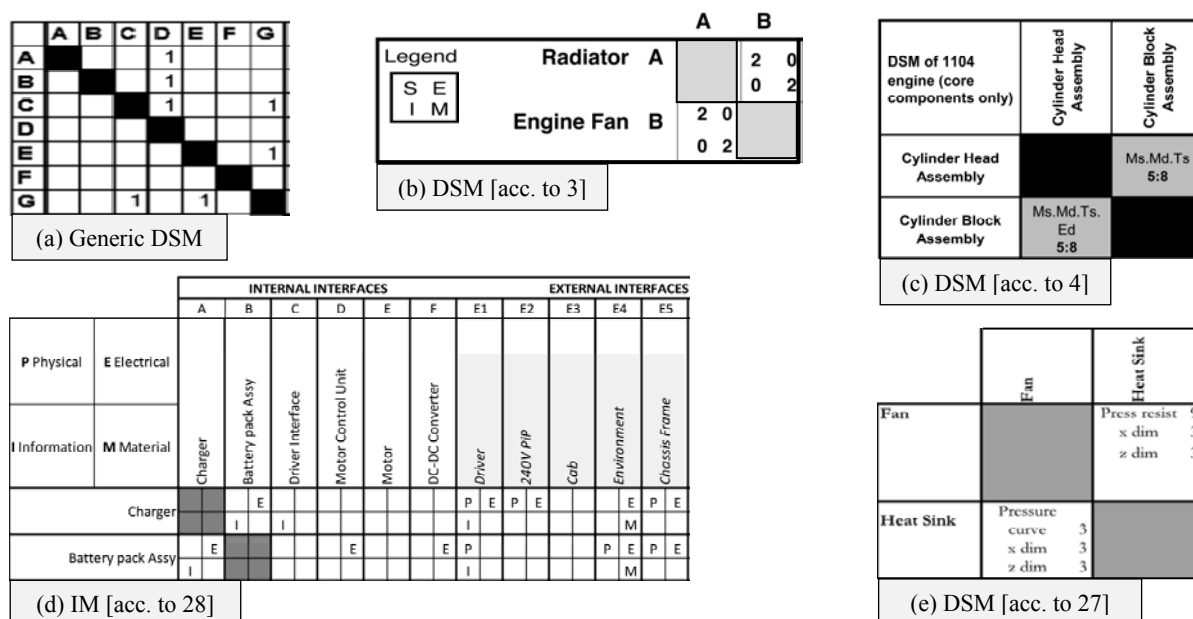 A B C D E F G
A 1
B 1
C 1 1
D
E 1
F
G 1 1
(a) Generic DSM
A B
Legend
S E
I M
Radiator A 2 0
0 2
Engine Fan B 2 0
0 2
(b) DSM [acc. to 3]
DSM of 1104
engine (core
components only)
Cylinder Head
Assembly
Cylinder Block
Assembly
Cylinder Head
Assembly
Ms.Md.Ts
5:8
Cylinder Block
Assembly
Ms.Md.Ts.
Ed
5:8
(c) DSM [acc. to 4]
INTERNAL INTERFACES EXTERNAL INTERFACES
A B C D E F E1 E2 E3 E4 E5
P Physical E Electrical
I Information M Material
Charger
Battery pack Assy
Driver Interface
Motor Control Unit
Motor
DC-DC Converter
Driver
240V PiP
Cab
Environment
Chassis Frame
Charger E P E P E E P E
I I I M
Battery pack Assy E E E P P E P E
I I M
(d) IM [acc. to 28]
Fan
Heat Sink
Fan
Press resist
x dim
z dim
Heat Sink
Pressure
curve 3
x dim 3
z dim 3
(e) DSM [acc. to 27]